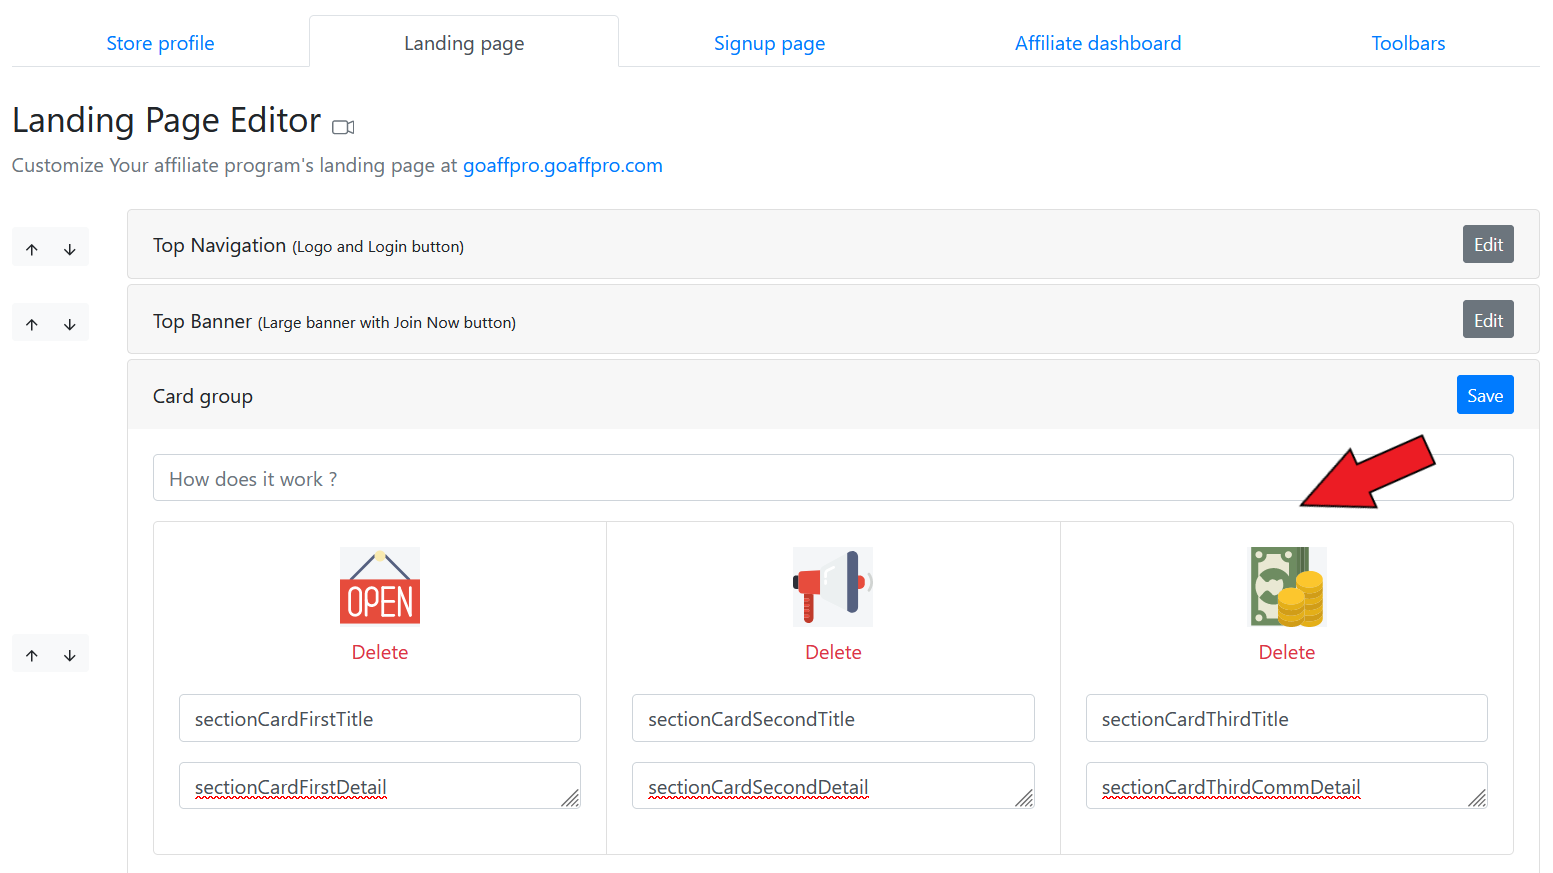 Store profile
Landing page
Signup page
Affiliate dashboard
Toolbars
Landing Page Editor
Customize Your affiliate program's landing page at goaffpro.goaffpro.com
Top Navigation (Logo and Login button)
Edit
Top Banner (Large banner with Join Now button)
Edit
Card group
Save
How does it work ?
OPEN
Delete
Delete
Delete
sectionCardFirstTitle
sectionCardSecondTitle
sectionCardThirdTitle
sectionCardFirstDetail
sectionCardSecondDetail
sectionCardThirdCommDetail